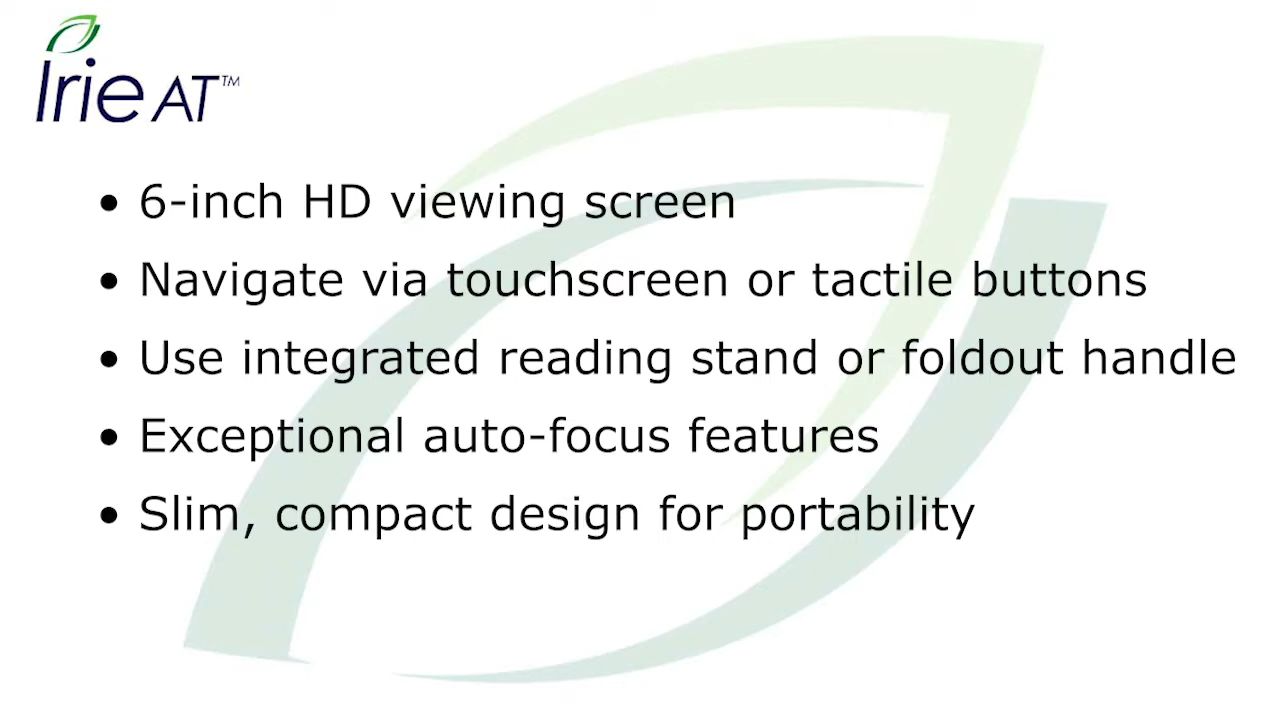 Irie AT™
• 6-inch HD viewing screen
• Navigate via touchscreen or tactile buttons
• Use integrated reading stand or foldout handle
• Exceptional auto-focus features
• Slim, compact design for portability